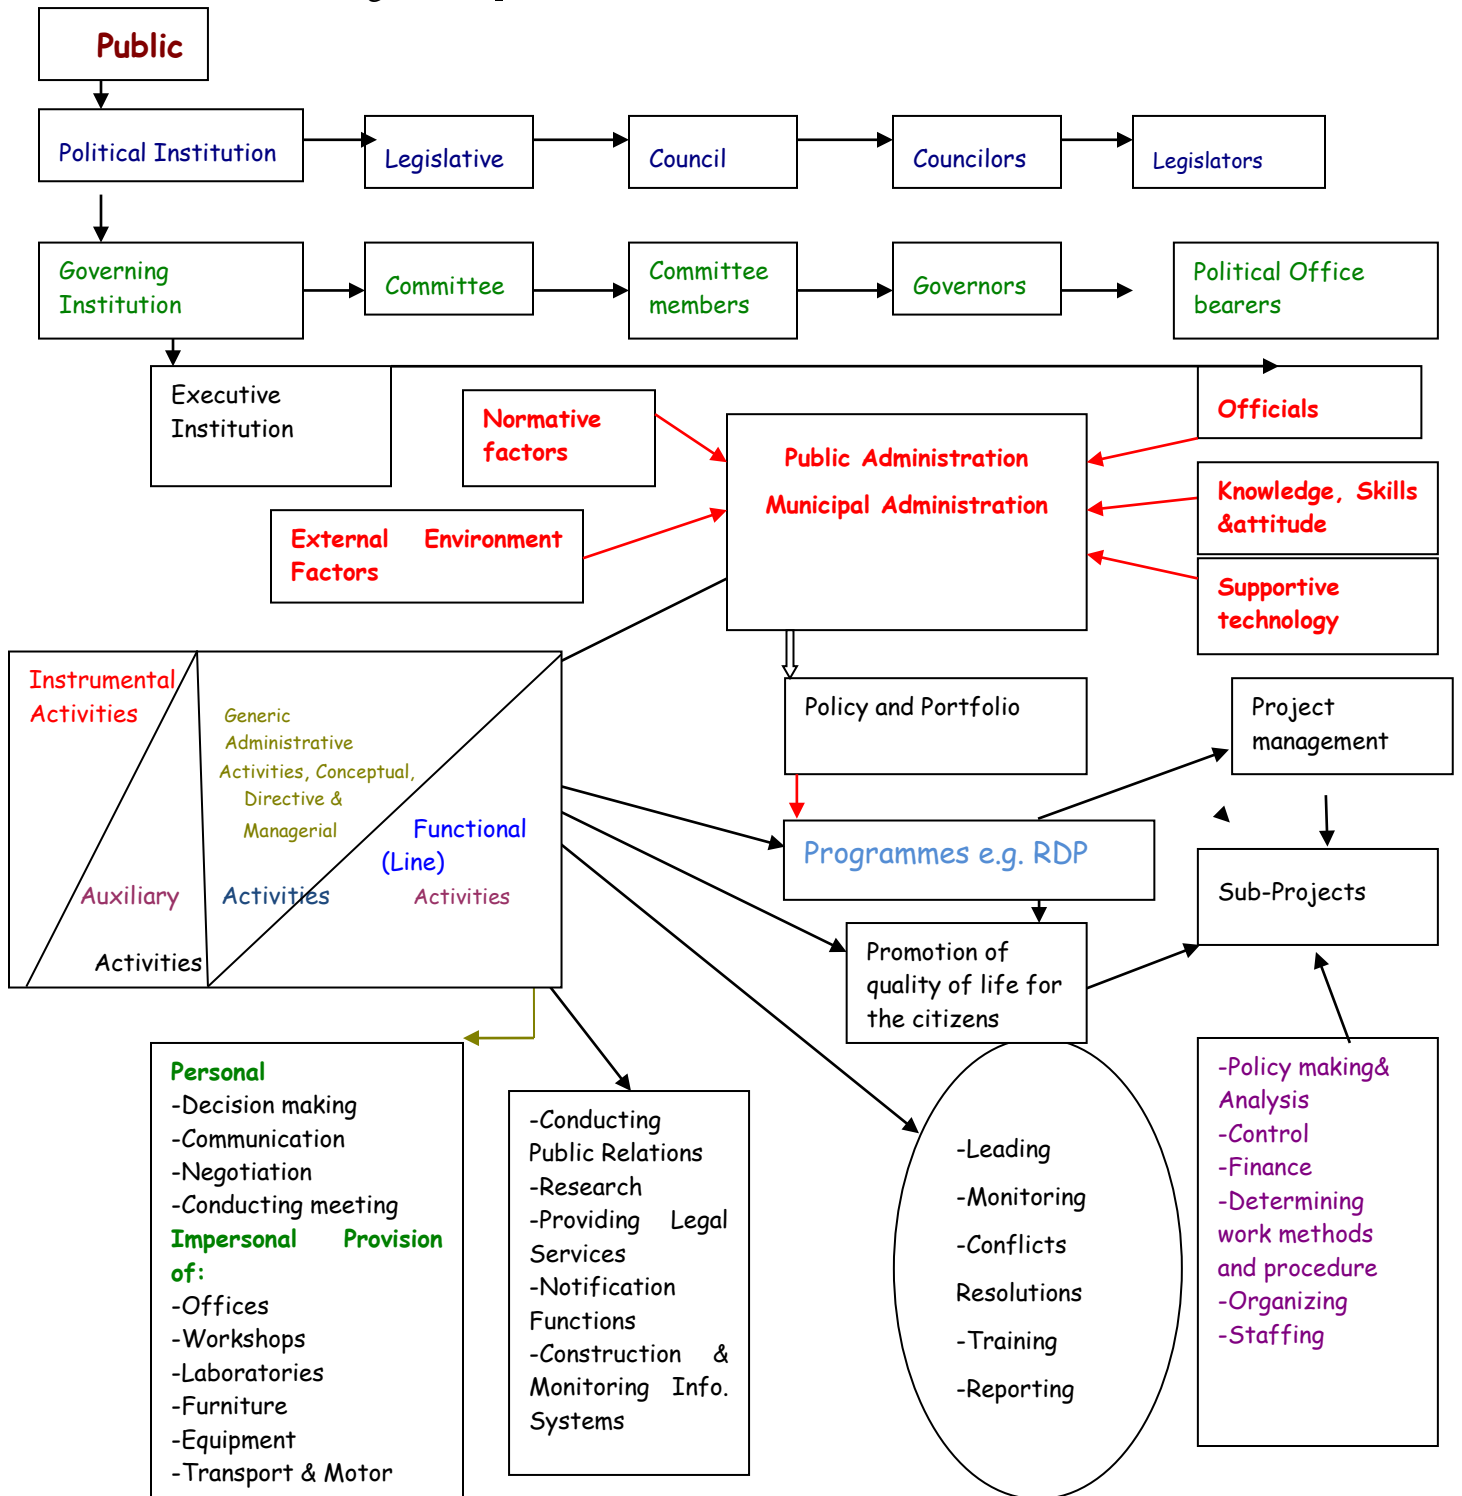 Public
Political Institution
Legislative
Council
Councilors
Legislators
Governing
Institution
Committee
Committee
members
Governors
Political Office
bearers
Executive
Institution
Normative
factors
Public Administration
Municipal Administration
Officials
External Environment
Factors
Knowledge, Skills
&attitude
Supportive
technology
Instrumental
Activities
Generic
Administrative
Activities, Conceptual,
Directive &
Managerial
Functional
(Line)
Auxiliary
Activities
Activities
Activities
Policy and Portfolio
Project
management
Programmes e.g. RDP
Sub-Projects
Promotion of
quality of life for
the citizens
Personal
-Decision making
-Communication
-Negotiation
-Conducting meeting
Impersonal Provision
of:
-Offices
-Workshops
-Laboratories
-Furniture
-Equipment
-Transport & Motor
-Conducting
Public Relations
-Research
-Providing Legal
Services
-Notification
Functions
-Construction &
Monitoring Info.
Systems
-Leading
-Monitoring
-Conflicts
Resolutions
-Training
-Reporting
-Policy making&
Analysis
-Control
-Finance
-Determining
work methods
and procedure
-Organizing
-Staffing